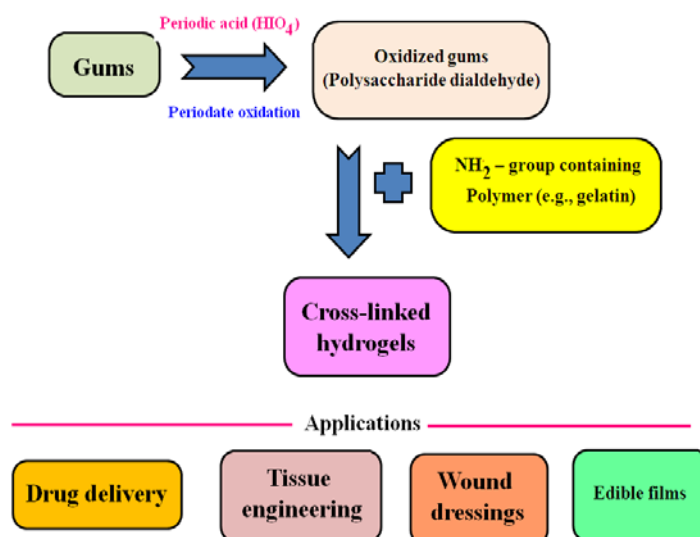 Periodic acid (HIO4)
Gums
Oxidized gums
(Polysaccharide dialdehyde)
Periodate oxidation
NH2 – group containing
Polymer (e.g., gelatin)
Cross-linked
hydrogels
Applications
Drug delivery
Tissue
engineering
Wound
dressings
Edible films